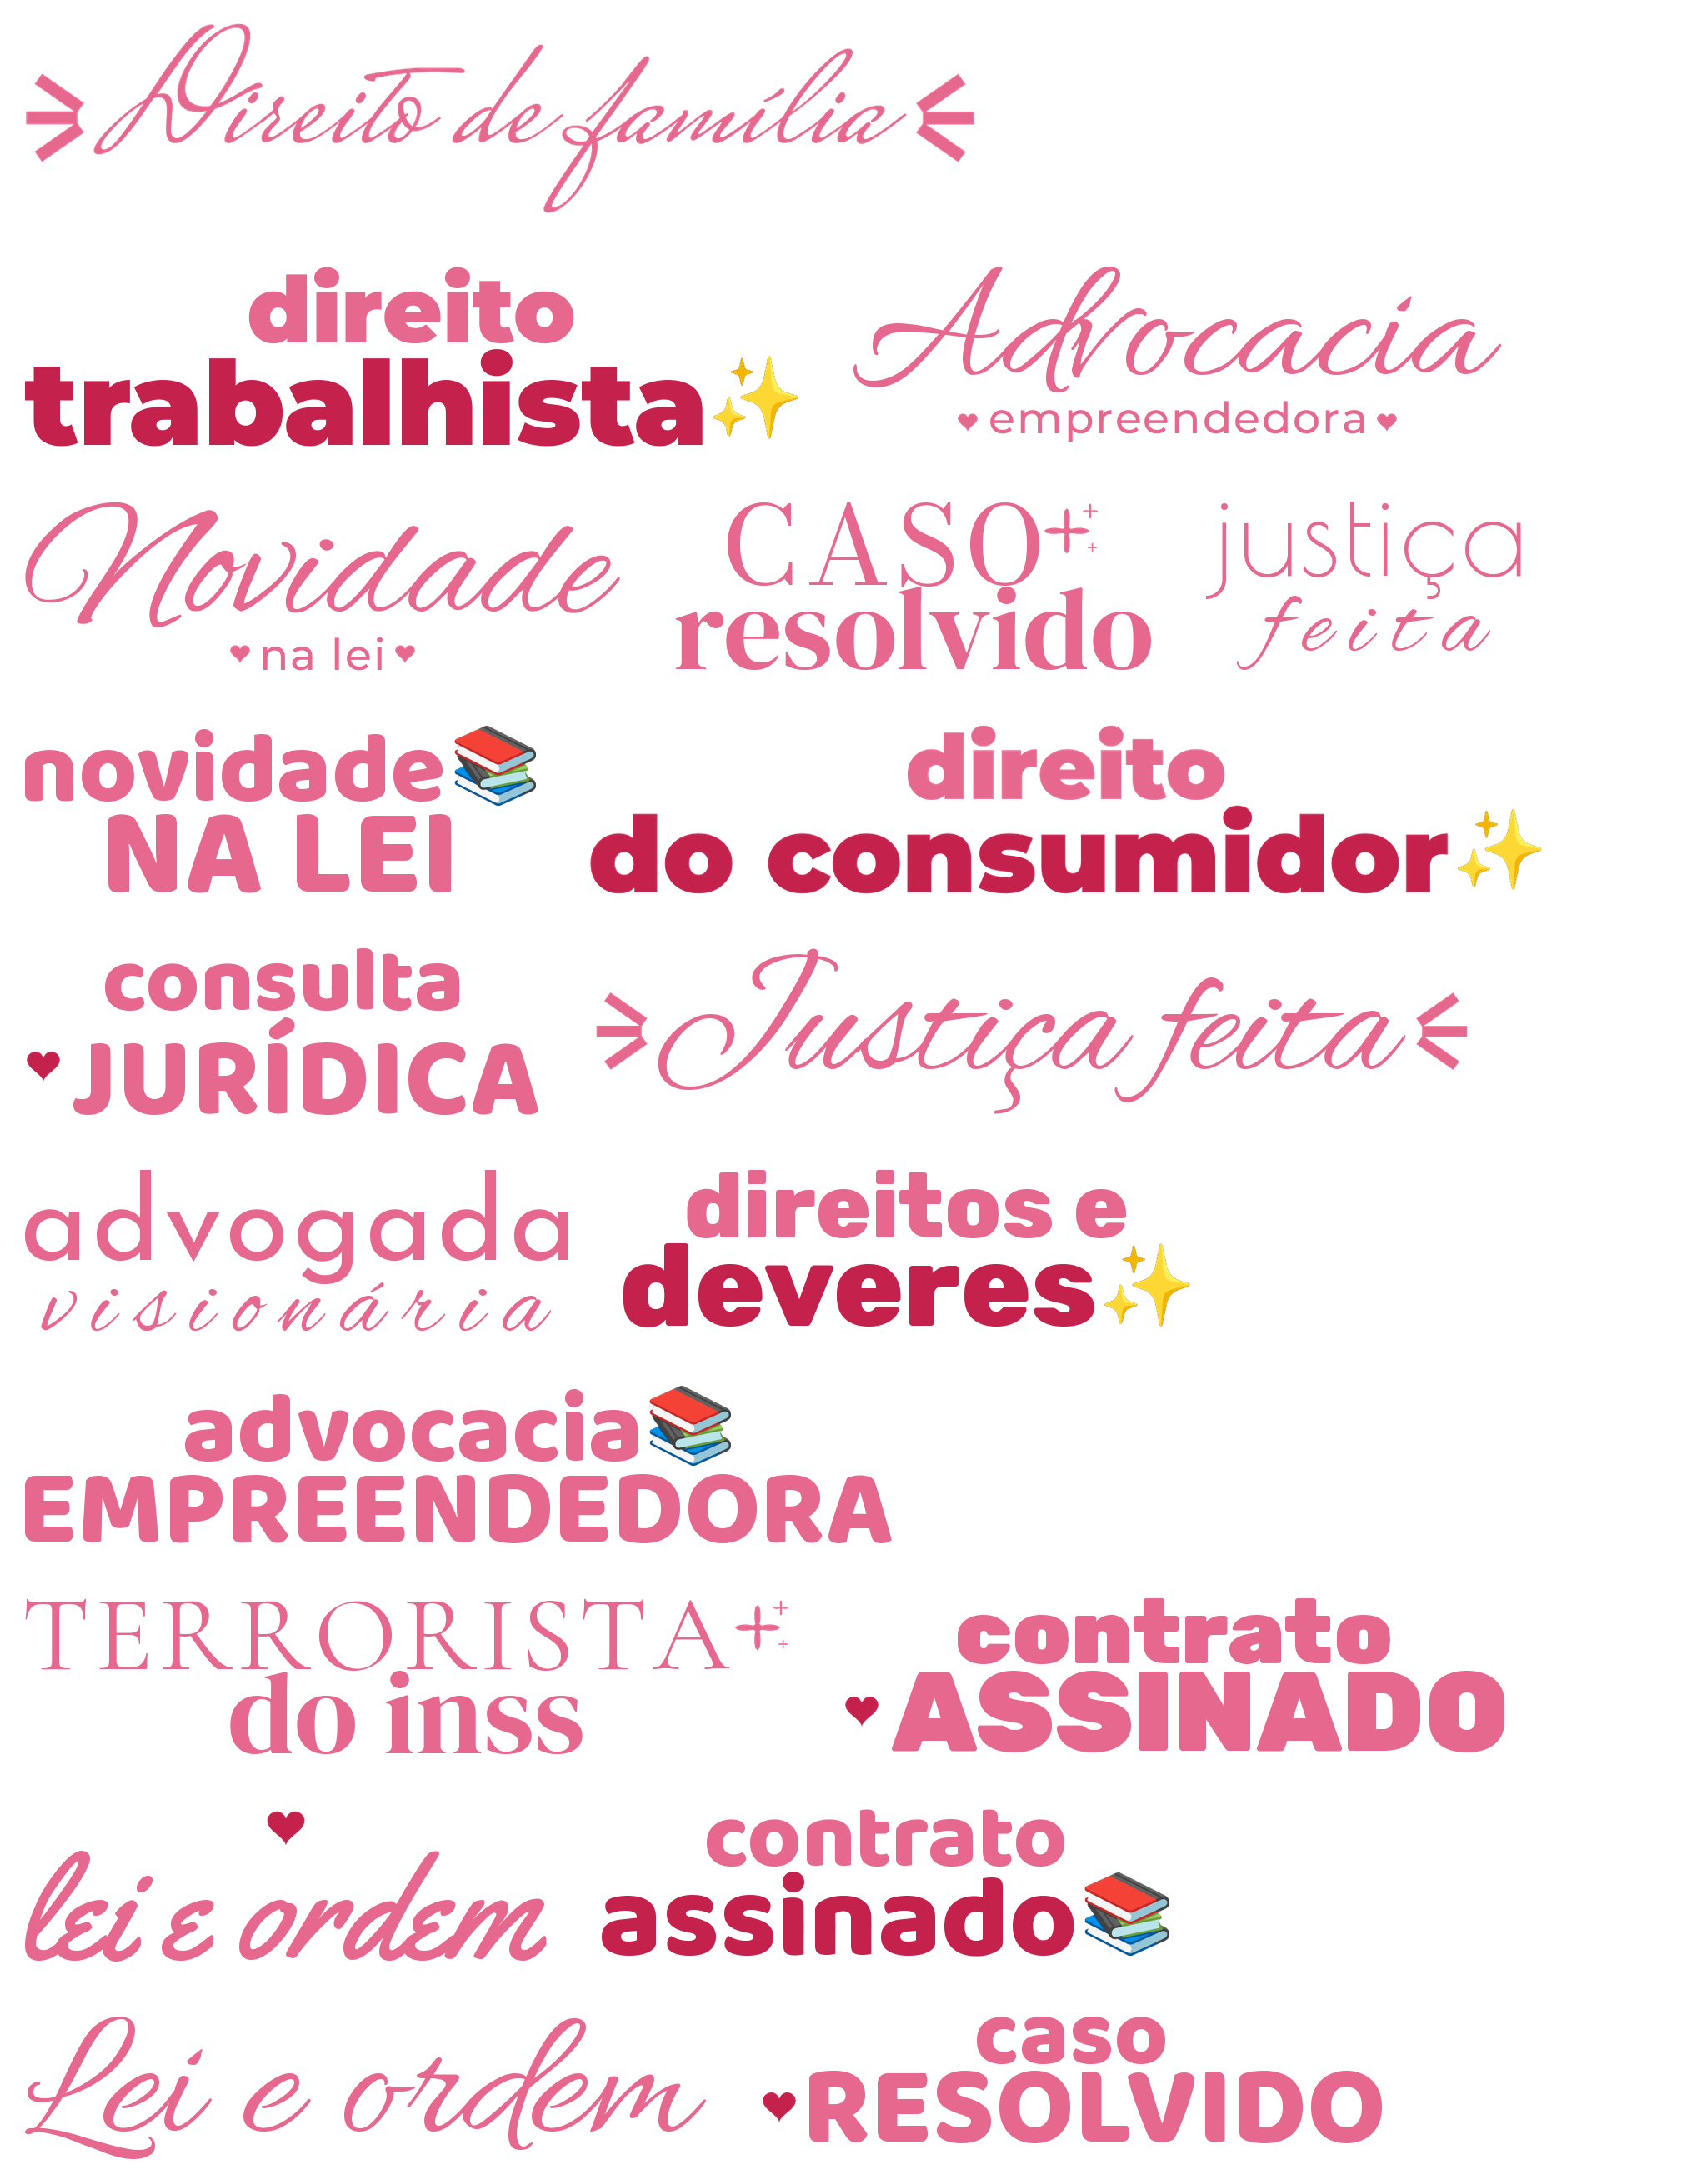 Direito de família
direito
trabalhista
Advocacia
empreendedora
Novidade
na lei
CASO
resolvido
justiça
feita
novidade
NA LEI
direito
do consumidor
consulta
JURÍDICA
Justiça feita
advogada
visionária
direitos e
deveres
advocacia
EMPREENDEDORA
TERRORISTA
do inss
contrato
ASSINADO
lei e ordem
contrato
assinado
Lei e ordem
caso
RESOLVIDO